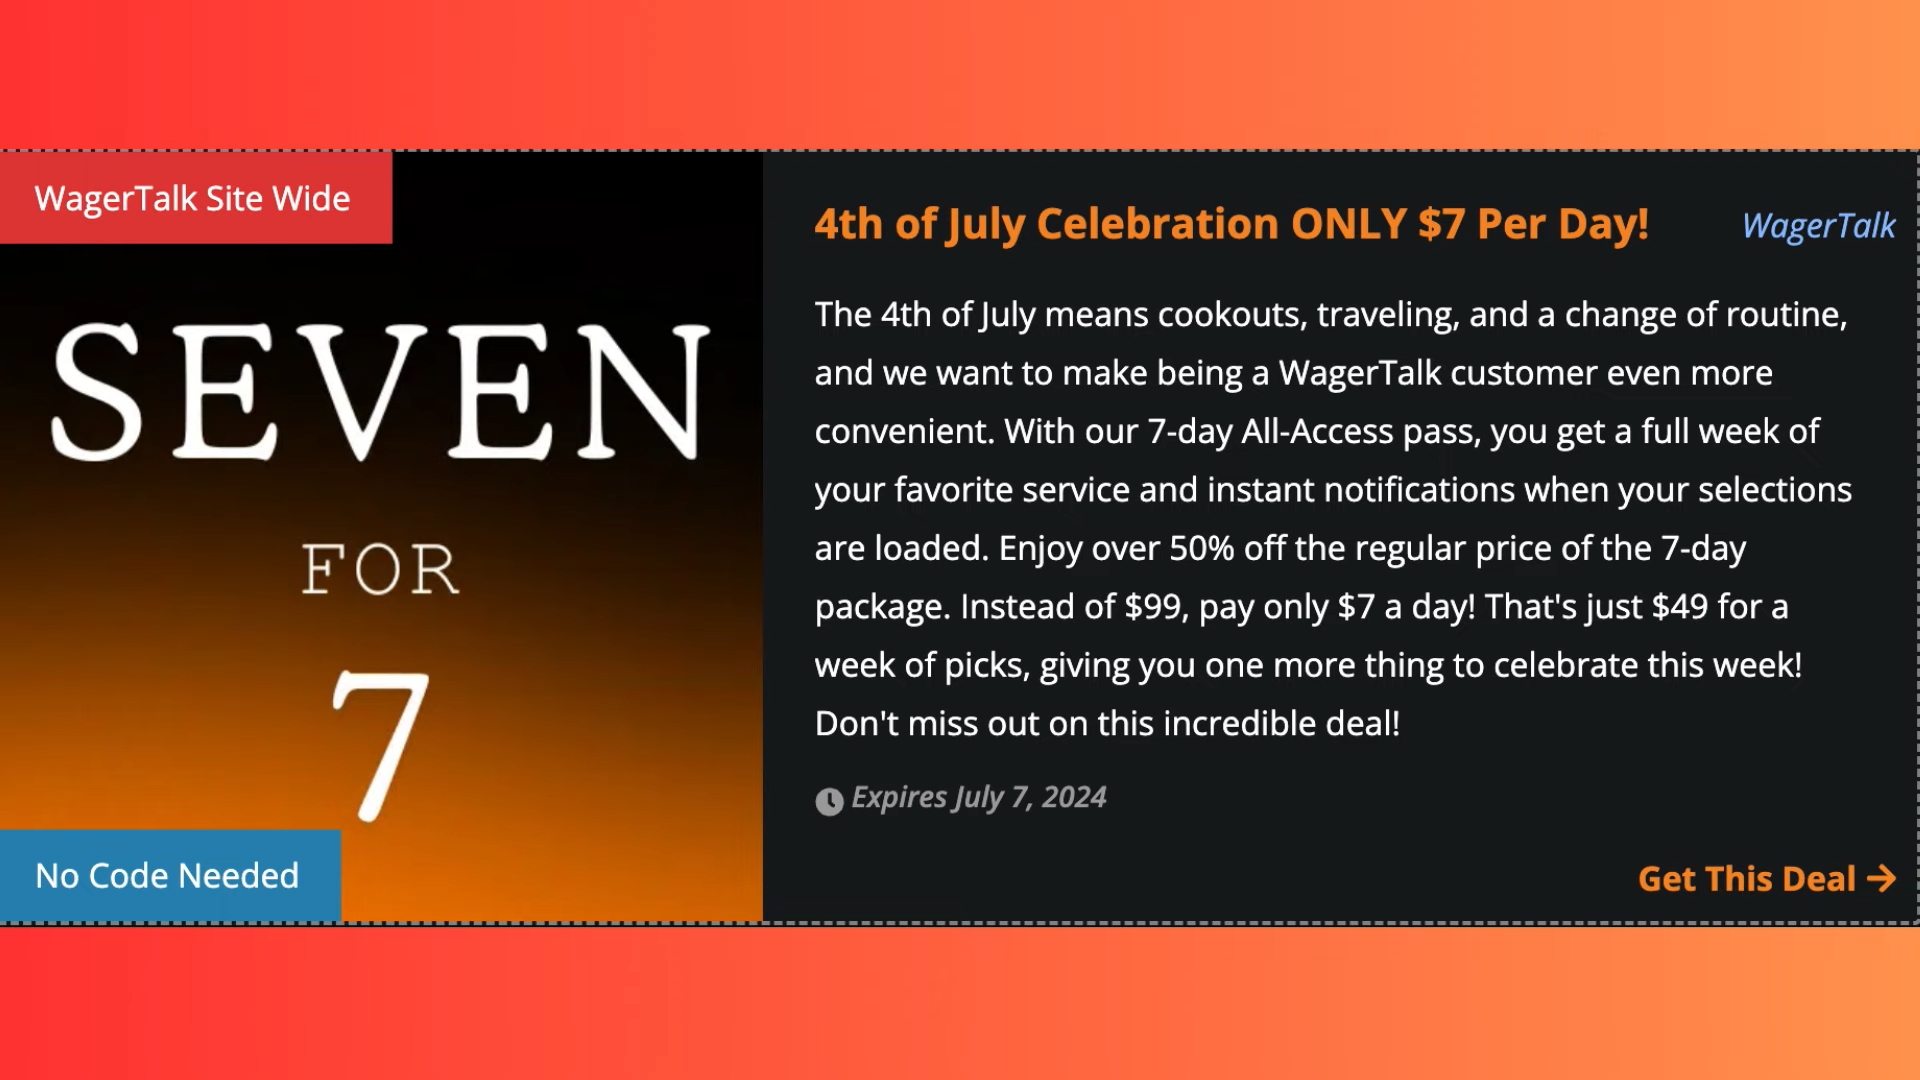 WagerTalk Site Wide
SEVEN
FOR
7
No Code Needed
4th of July Celebration ONLY $7 Per Day!
WagerTalk
The 4th of July means cookouts, traveling, and a change of routine,
and we want to make being a WagerTalk customer even more
convenient. With our 7-day All-Access pass, you get a full week of
your favorite service and instant notifications when your selections
are loaded. Enjoy over 50% off the regular price of the 7-day
package. Instead of $99, pay only $7 a day! That's just $49 for a
week of picks, giving you one more thing to celebrate this week!
Don't miss out on this incredible deal!
Expires July 7, 2024
Get This Deal →